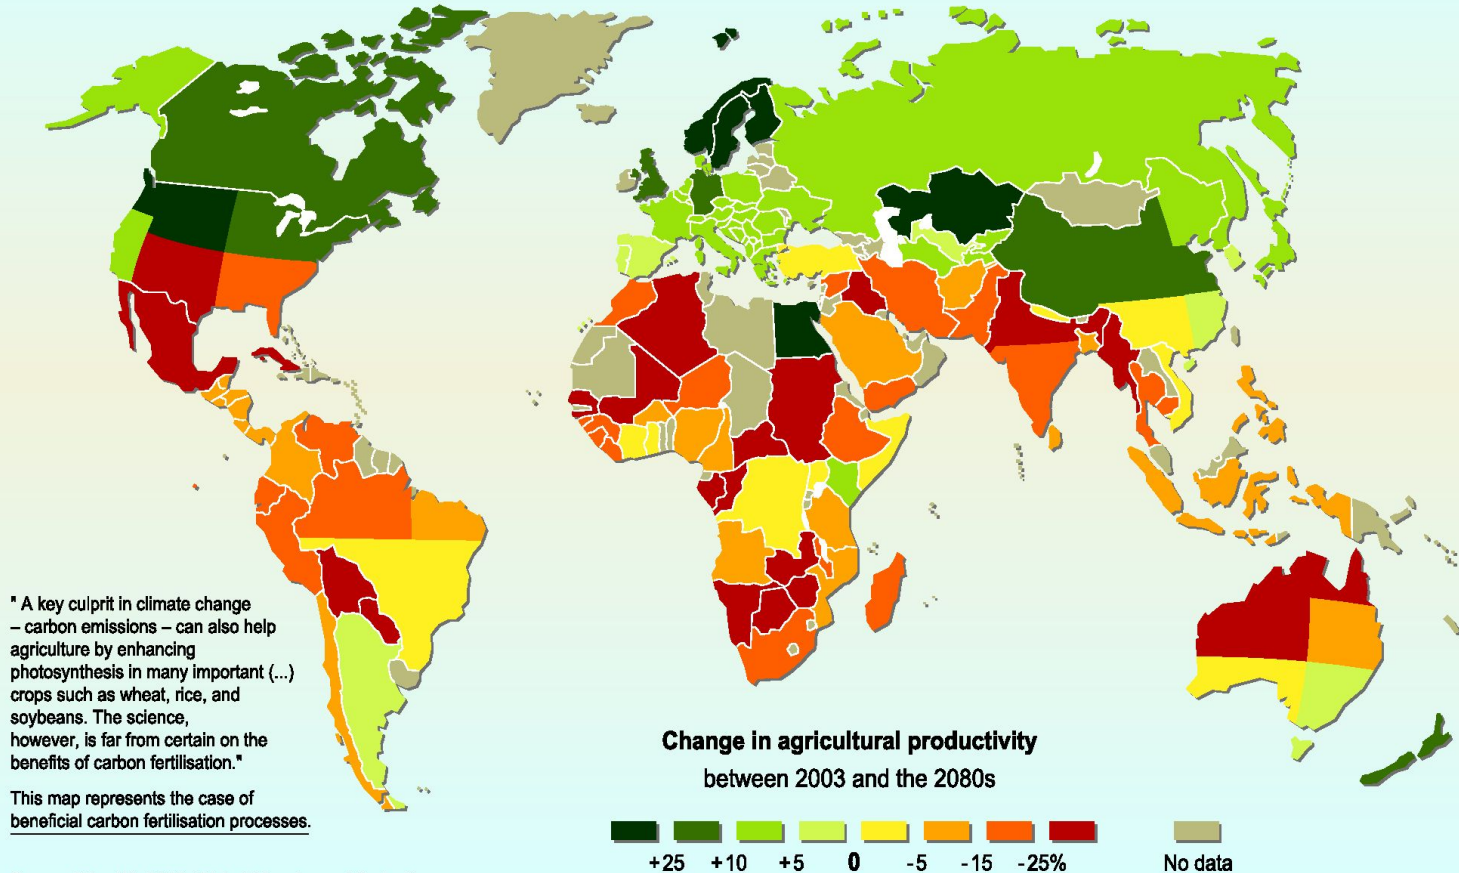 " A key culprit in climate change
– carbon emissions – can also help
agriculture by enhancing
photosynthesis in many important (...)
crops such as wheat, rice, and
soybeans. The science,
however, is far from certain on the
benefits of carbon fertilisation."
This map represents the case of
beneficial carbon fertilisation processes.
Change in agricultural productivity
between 2003 and the 2080s
+25 +10 +5 0 -5 -15 -25% No data